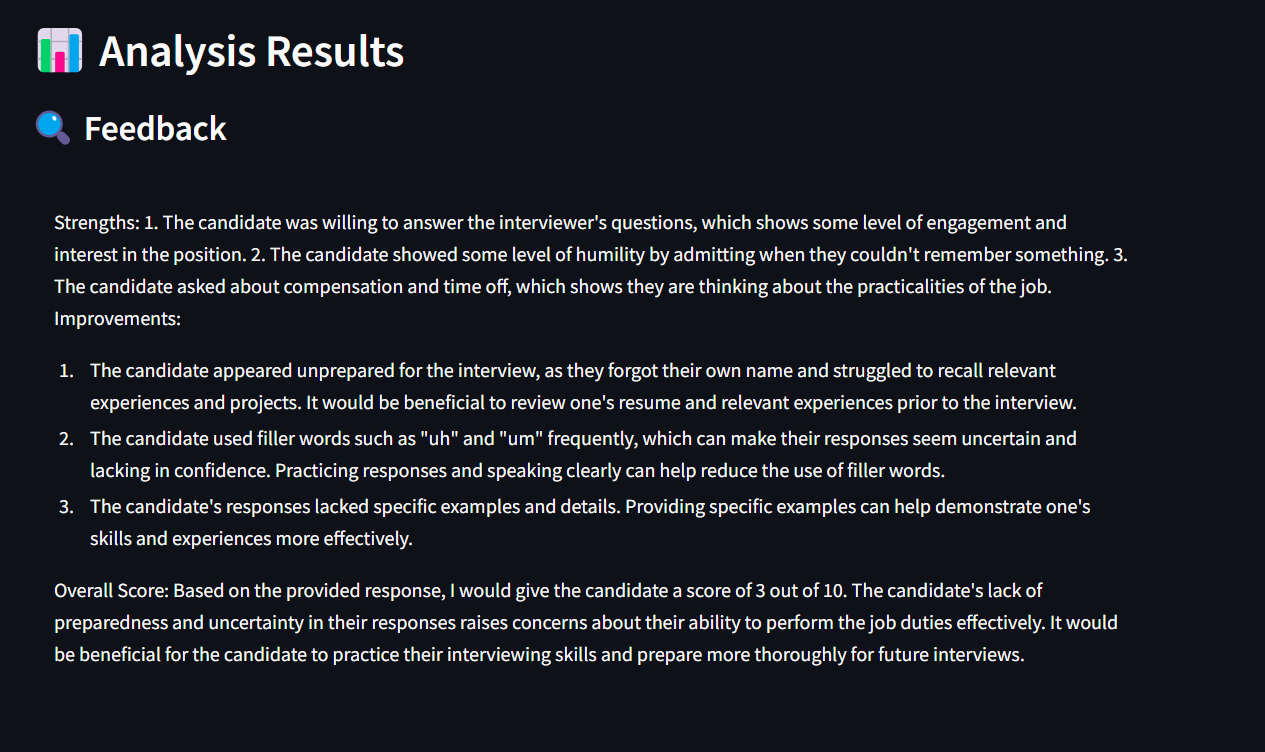 Analysis Results
Feedback
Strengths: 1. The candidate was willing to answer the interviewer's questions, which shows some level of engagement and
interest in the position. 2. The candidate showed some level of humility by admitting when they couldn't remember something. 3.
The candidate asked about compensation and time off, which shows they are thinking about the practicalities of the job.
Improvements:
1. The candidate appeared unprepared for the interview, as they forgot their own name and struggled to recall relevant
experiences and projects. It would be beneficial to review one's resume and relevant experiences prior to the interview.
2. The candidate used filler words such as "uh" and "um" frequently, which can make their responses seem uncertain and
lacking in confidence. Practicing responses and speaking clearly can help reduce the use of filler words.
3. The candidate's responses lacked specific examples and details. Providing specific examples can help demonstrate one's
skills and experiences more effectively.
Overall Score: Based on the provided response, I would give the candidate a score of 3 out of 10. The candidate's lack of
preparedness and uncertainty in their responses raises concerns about their ability to perform the job duties effectively. It would
be beneficial for the candidate to practice their interviewing skills and prepare more thoroughly for future interviews.